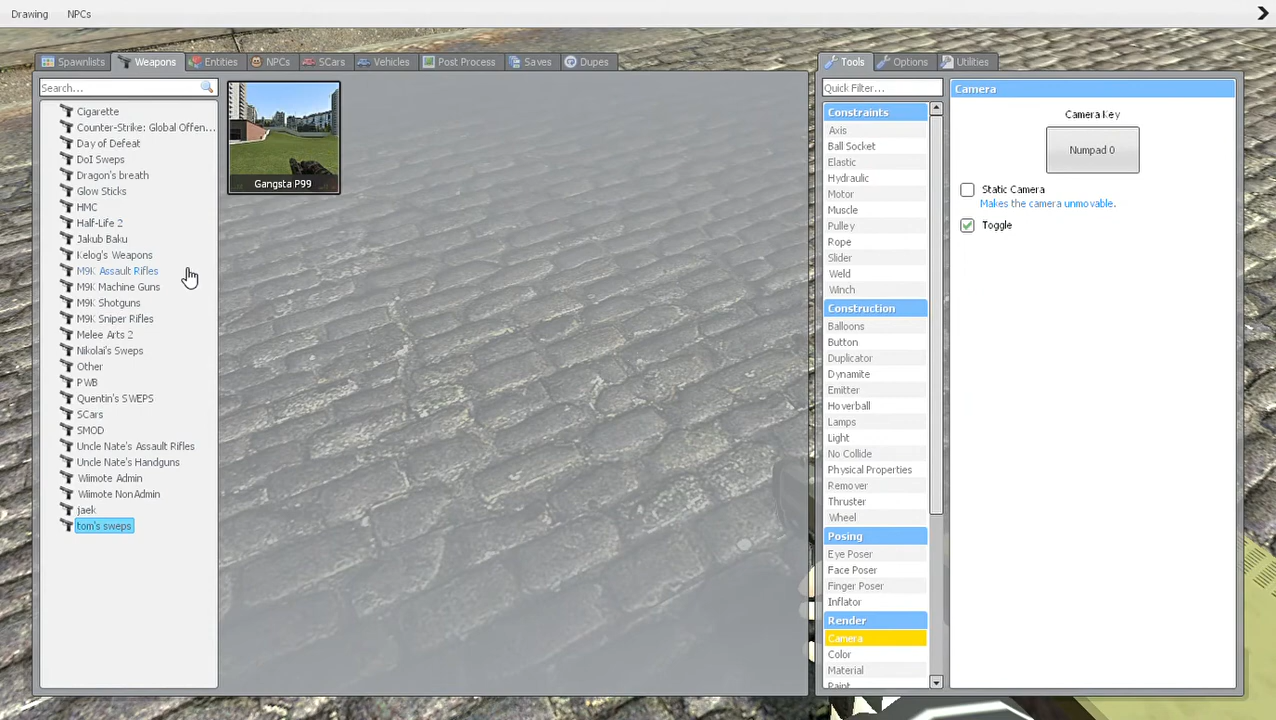 Drawing NPCs
Spawnlists Weapons Entities NPCs SCars Vehicles Post Process Saves Dupes
Search...
Cigarette
Counter-Strike: Global Offen...
Day of Defeat
DoI Sweps
Dragon's breath
Glow Sticks
HMC
Half-Life 2
Jakub Baku
Kelog's Weapons
M9K Assault Rifles
M9K Machine Guns
M9K Shotguns
M9K Sniper Rifles
Melee Arts 2
Nikolai's Sweps
Other
PWB
Quentin's SWEPS
SCars
SMOD
Uncle Nate's Assault Rifles
Uncle Nate's Handguns
Wiimote Admin
Wiimote NonAdmin
jaek
tom's sweps
Gangsta P99
Tools Options Utilities
Quick Filter...
Constraints
Axis
Ball Socket
Elastic
Hydraulic
Motor
Muscle
Pulley
Rope
Slider
Weld
Winch
Construction
Balloons
Button
Duplicator
Dynamite
Emitter
Hoverball
Lamps
Light
No Collide
Physical Properties
Remover
Thruster
Wheel
Posing
Eye Poser
Face Poser
Finger Poser
Inflator
Render
Camera
Color
Material
Paint
Camera
Camera Key
Numpad 0
Static Camera
Makes the camera unmovable.
Toggle